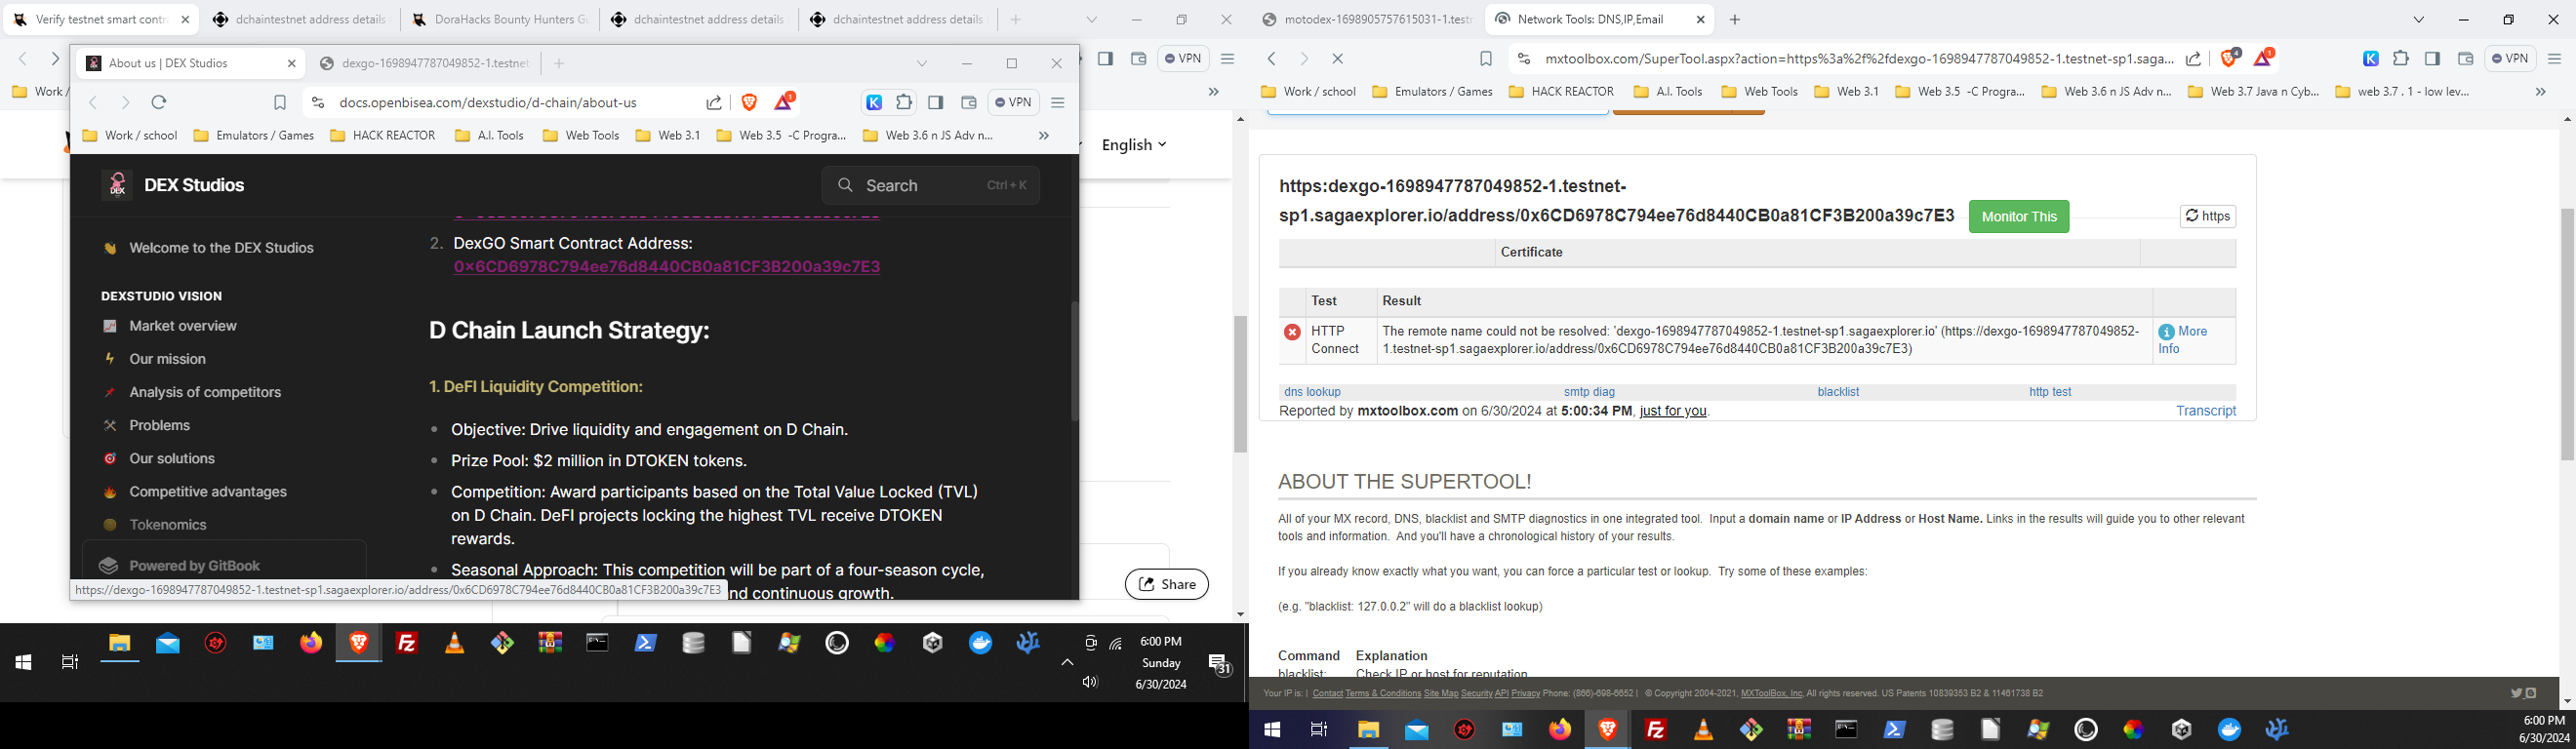 Verify testnet smart contr
dchaintestnet address details
DoraHacks Bounty Hunters Gu
dchaintestnet address details
dchaintestnet address details
VPN
Work /
About us | DEX Studios
dexgo-1698947787049852-1.testnet
docs.openbisea.com/dexstudio/d-chain/about-us
1
VPN
Work / school
Emulators / Games
HACK REACTOR
A.I. Tools
Web Tools
Web 3.1
Web 3.5 -C Progra...
Web 3.6 n JS Adv n...
English
DEX Studios
Search
Ctrl + K
Welcome to the DEX Studios
DEXSTUDIO VISION
Market overview
Our mission
Analysis of competitors
Problems
Our solutions
Competitive advantages
Tokenomics
Powered by GitBook
2. DexGO Smart Contract Address:
0x6CD6978C794ee76d8440CB0a81CF3B200a39c7E3
D Chain Launch Strategy:
1. DeFI Liquidity Competition:
Objective: Drive liquidity and engagement on D Chain.
Prize Pool: $2 million in DTOKEN tokens.
Competition: Award participants based on the Total Value Locked (TVL)
on D Chain. DeFI projects locking the highest TVL receive DTOKEN
rewards.
Seasonal Approach: This competition will be part of a four-season cycle,
nd continuous growth.
https://dexgo-1698947787049852-1.testnet-sp1.sagaexplorer.io/address/0x6CD6978C794ee76d8440CB0a81CF3B200a39c7E3
Share
6:00 PM
Sunday
6/30/2024
31
motodex-1698905757615031-1.testn
Network Tools: DNS,IP,Email
mxtoolbox.com/SuperTool.aspx?action=https%3a%2f%2fdexgo-1698947787049852-1.testnet-sp1.saga...
4
1
VPN
Work / school
Emulators / Games
HACK REACTOR
A.I. Tools
Web Tools
Web 3.1
Web 3.5 -C Progra...
Web 3.6 n JS Adv n...
Web 3.7 Java n Cyb...
web 3.7 . 1 - low lev...
https:dexgo-1698947787049852-1.testnet-
sp1.sagaexplorer.io/address/0x6CD6978C794ee76d8440CB0a81CF3B200a39c7E3
Monitor This
https
Certificate
Test
Result
HTTP
Connect
The remote name could not be resolved: 'dexgo-1698947787049852-1.testnet-sp1.sagaexplorer.io' (https://dexgo-1698947787049852-
1.testnet-sp1.sagaexplorer.io/address/0x6CD6978C794ee76d8440CB0a81CF3B200a39c7E3)
More
Info
dns lookup
smtp diag
blacklist
http test
Reported by mxtoolbox.com on 6/30/2024 at 5:00:34 PM, just for you.
Transcript
ABOUT THE SUPERTOOL!
All of your MX record, DNS, blacklist and SMTP diagnostics in one integrated tool. Input a domain name or IP Address or Host Name. Links in the results will guide you to other relevant
tools and information. And you'll have a chronological history of your results.
If you already know exactly what you want, you can force a particular test or lookup. Try some of these examples:
(e.g. "blacklist: 127.0.0.2" will do a blacklist lookup)
Command
Explanation
blacklist:
Check IP or host for reputation
Your IP is: | Contact Terms & Conditions Site Map Security API Privacy Phone: (866)-698-6652 | © Copyright 2004-2021, MXToolBox, Inc, All rights reserved. US Patents 10839353 B2 & 11461738 B2
6:00 PM
6/30/2024